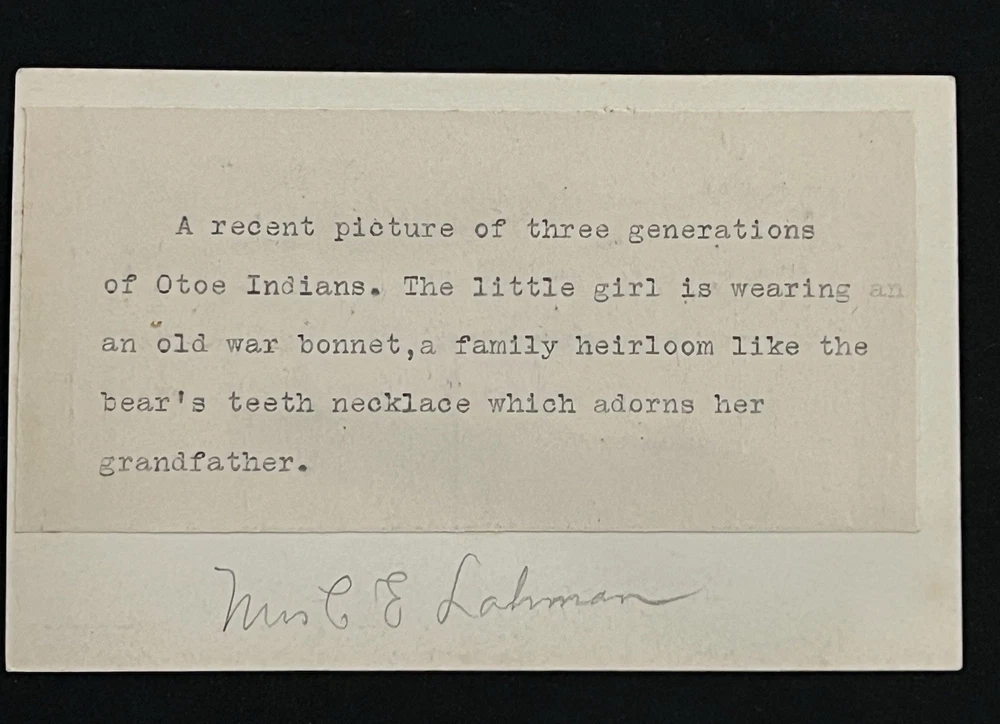 A recent picture of three generations
of Otoe Indians. The little girl is wearing an
an old war bonnet,a family heirloom like the
bear's teeth necklace which adorns her
grandfather.
Mrs C E Lahman